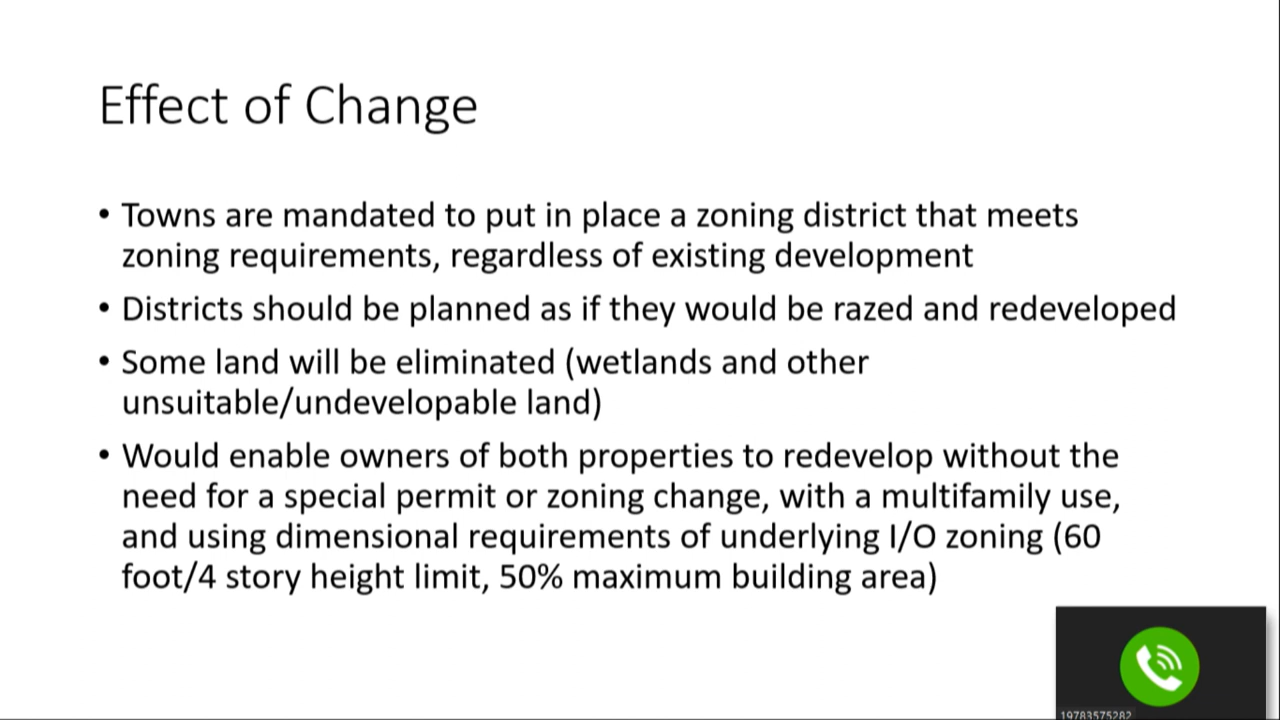 Effect of Change
• Towns are mandated to put in place a zoning district that meets
zoning requirements, regardless of existing development
• Districts should be planned as if they would be razed and redeveloped
• Some land will be eliminated (wetlands and other
unsuitable/undevelopable land)
• Would enable owners of both properties to redevelop without the
need for a special permit or zoning change, with a multifamily use,
and using dimensional requirements of underlying I/O zoning (60
foot/4 story height limit, 50% maximum building area)
19783575282